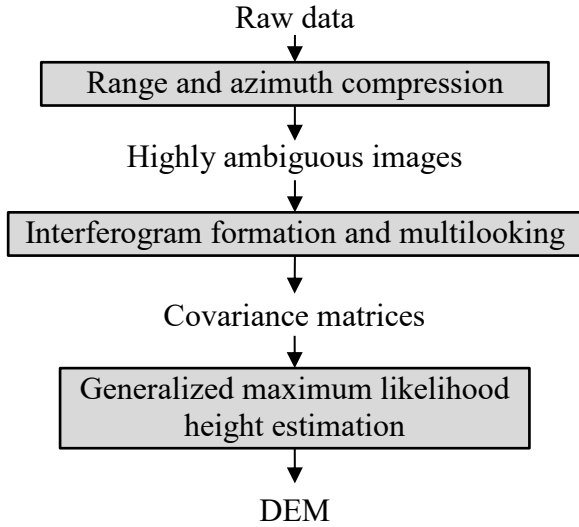 Raw data
Range and azimuth compression
Highly ambiguous images
Interferogram formation and multilooking
Covariance matrices
Generalized maximum likelihood
height estimation
DEM